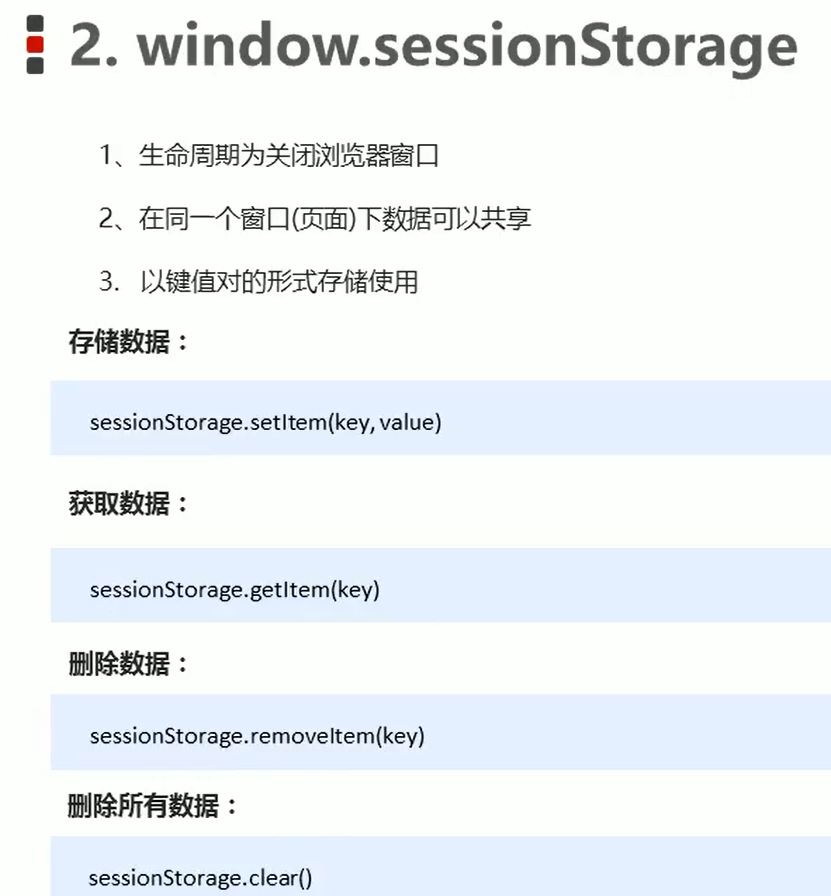 2. window.sessionStorage
1、生命周期为关闭浏览器窗口
2、在同一个窗口(页面)下数据可以共享
3. 以键值对的形式存储使用
存储数据：
sessionStorage.setItem(key, value)
获取数据：
sessionStorage.getItem(key)
删除数据：
sessionStorage.removeItem(key)
删除所有数据：
sessionStorage.clear()